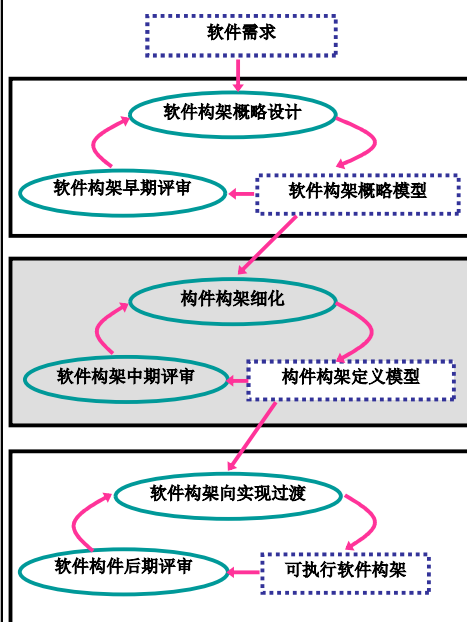 软件需求
软件构架概略设计
软件构架早期评审
软件构架概略模型
构件构架细化
软件构架中期评审
构件构架定义模型
软件构架向实现过渡
软件构件后期评审
可执行软件构架